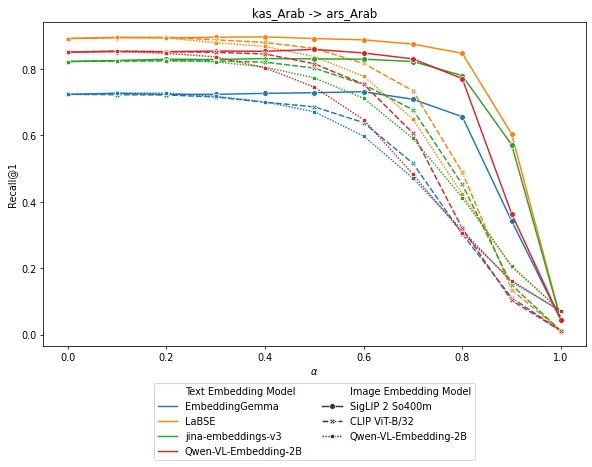 kas_Arab -> ars_Arab
Recall@1
0.8
0.6
0.4
0.2
0.0
0.0 0.2 0.4 0.6 0.8 1.0
α
Text Embedding Model
EmbeddingGemma
LaBSE
jina-embeddings-v3
Qwen-VL-Embedding-2B
Image Embedding Model
SigLIP 2 So400m
CLIP ViT-B/32
Qwen-VL-Embedding-2B